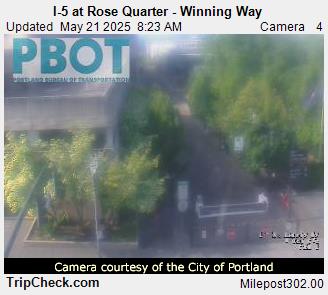 I-5 at Rose Quarter - Winning Way
Updated May 21 2025 8:23 AM Camera 4
PBOT
PORTLAND BUREAU OF TRANSPORTATION
Camera courtesy of the City of Portland
TripCheck.com Milepost302.00